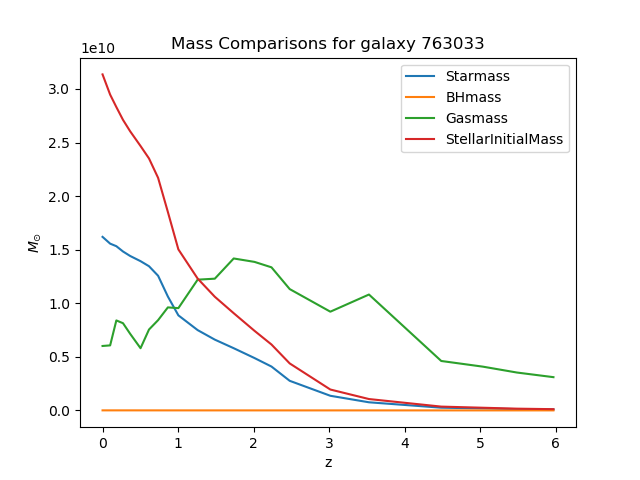 Mass Comparisons for galaxy 763033
1e10
Starmass
BHmass
Gasmass
StellarInitialMass
3.0
2.5
2.0
1.5
1.0
0.5
0.0
M☉
0 1 2 3 4 5 6
z